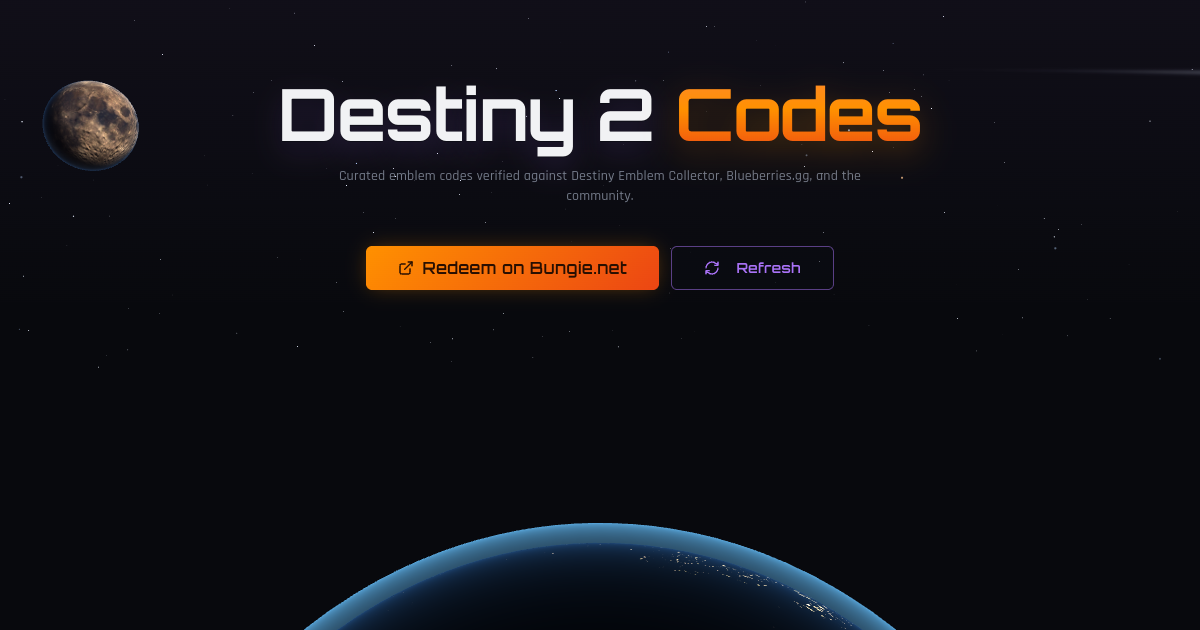 Destiny 2 Codes
Curated emblem codes verified against Destiny Emblem Collector, Blueberries.gg, and the
community.
Redeem on Bungie.net
Refresh